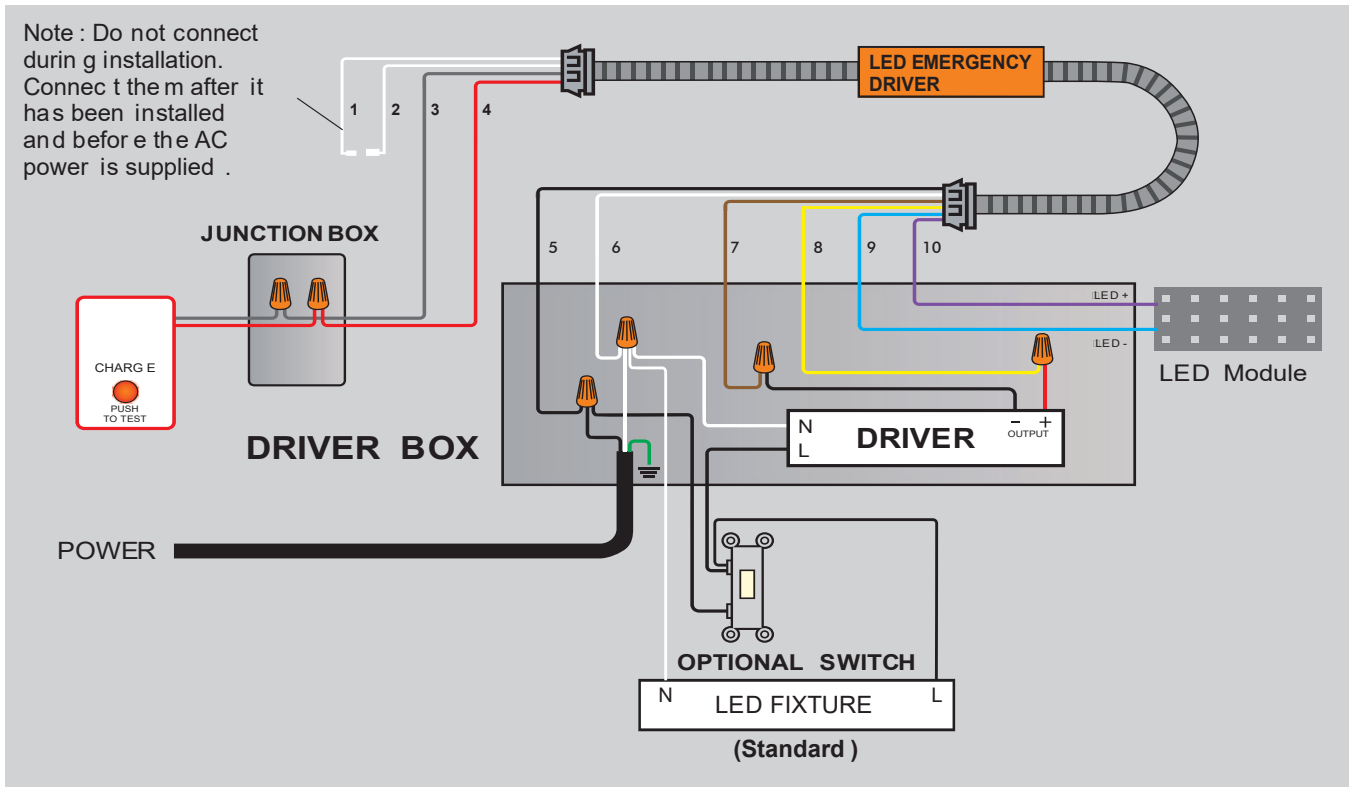 Note : Do not connect
durin g installation.
Connec t the m after it
has been installed
and befor e the AC
power is supplied .
LED EMERGENCY
DRIVER
1 2 3 4
JUNCTION BOX
5 6 7 8 9 10
LED +
LED -
LED Module
CHARG E
PUSH
TO TEST
DRIVER BOX
N
L
DRIVER
- +
OUTPUT
POWER
OPTIONAL SWITCH
N
LED FIXTURE
L
(Standard )